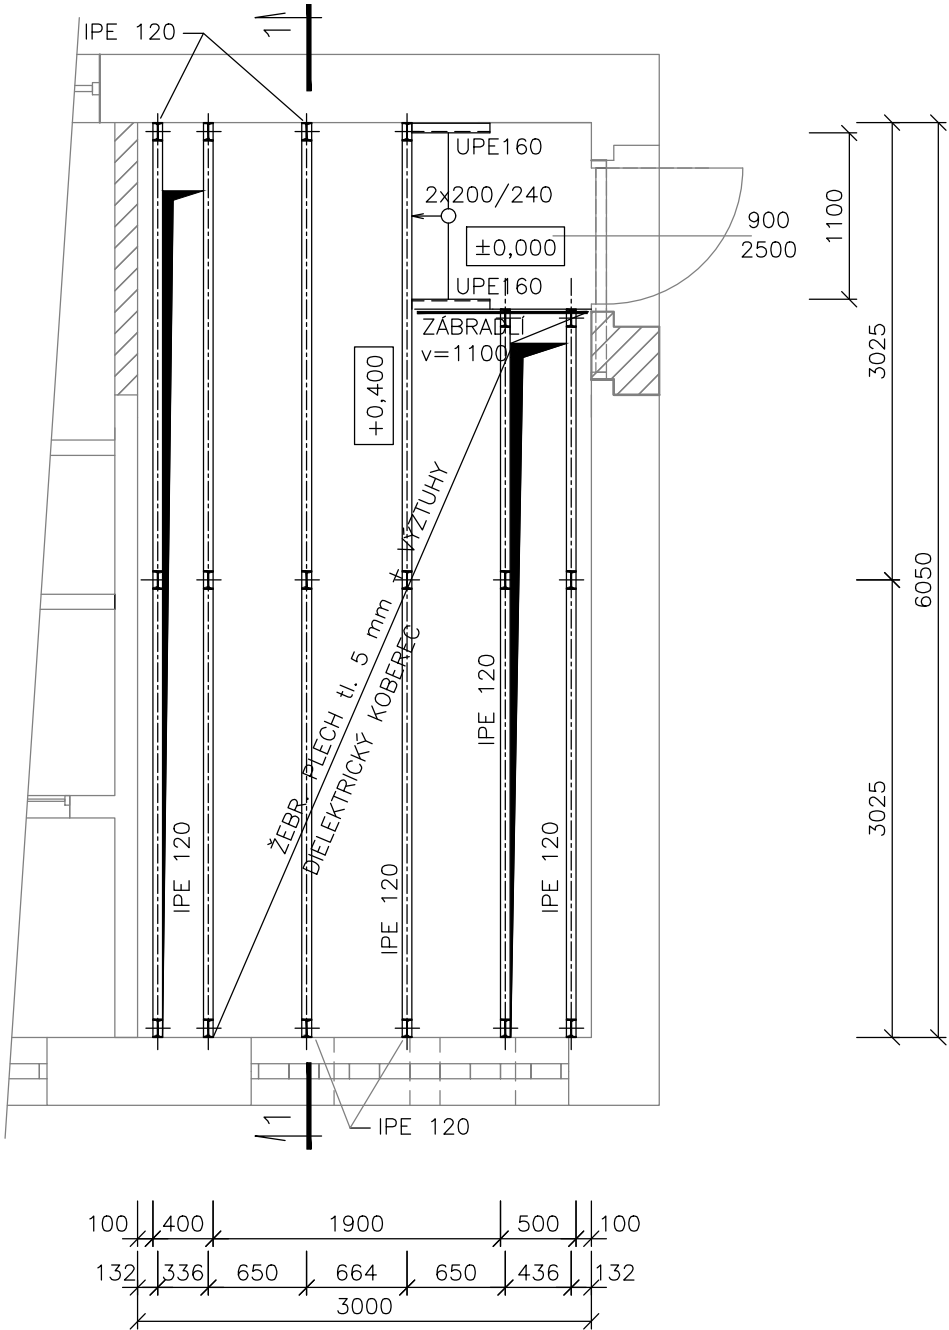 1
IPE 120
UPE160
2x200/240
±0,000
900
2500
1100
UPE160
ZÁBRADLÍ
v=1100
+0,400
3025
6050
ŽEBR. PLECH tl. 5 mm + VÝZTUHY
DIELEKTRICKÝ KOBEREC
IPE 120
3025
IPE 120
IPE 120
IPE 120
1
IPE 120
100 400 1900 500 100
132 336 650 664 650 436 132
3000